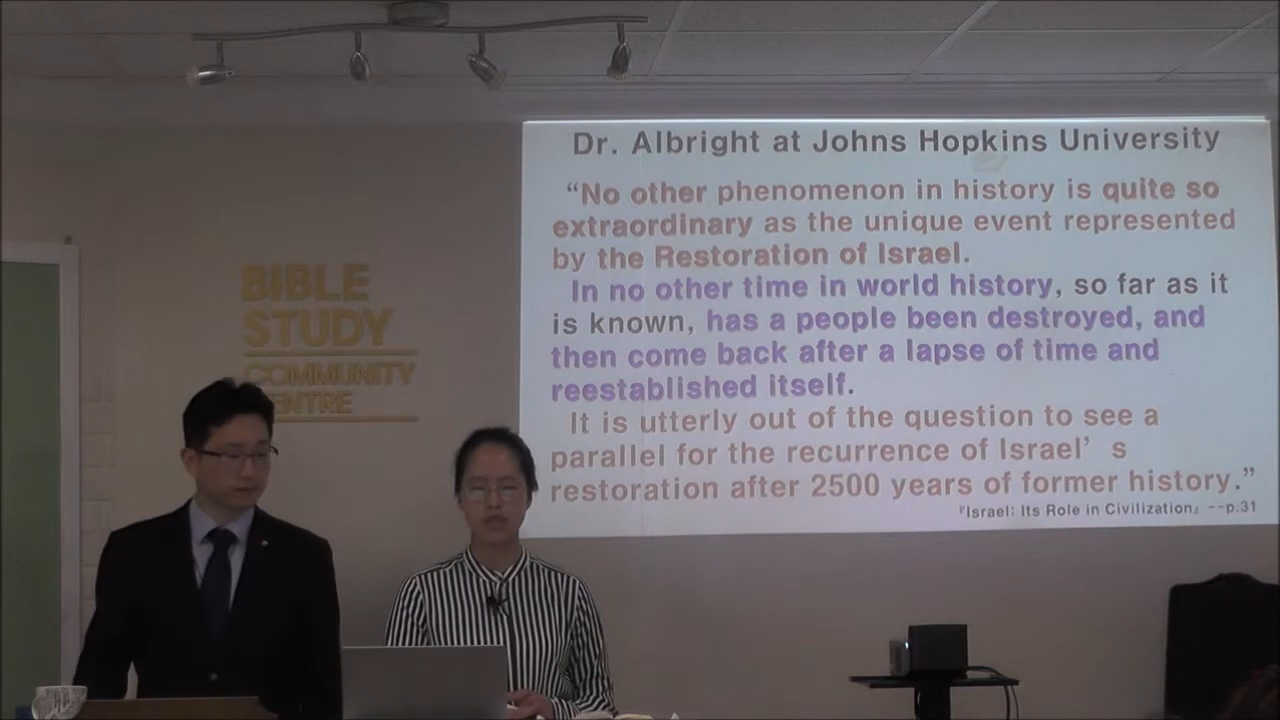 Dr. Albright at Johns Hopkins University
“No other phenomenon in history is quite so
extraordinary as the unique event represented
by the Restoration of Israel.
In no other time in world history, so far as it
is known, has a people been destroyed, and
then come back after a lapse of time and
reestablished itself.
It is utterly out of the question to see a
parallel for the recurrence of Israel’ s
restoration after 2500 years of former history.”
『Israel: Its Role in Civilization』 --p.31
BIBLE
STUDY
COMMUNITY
ENTRE